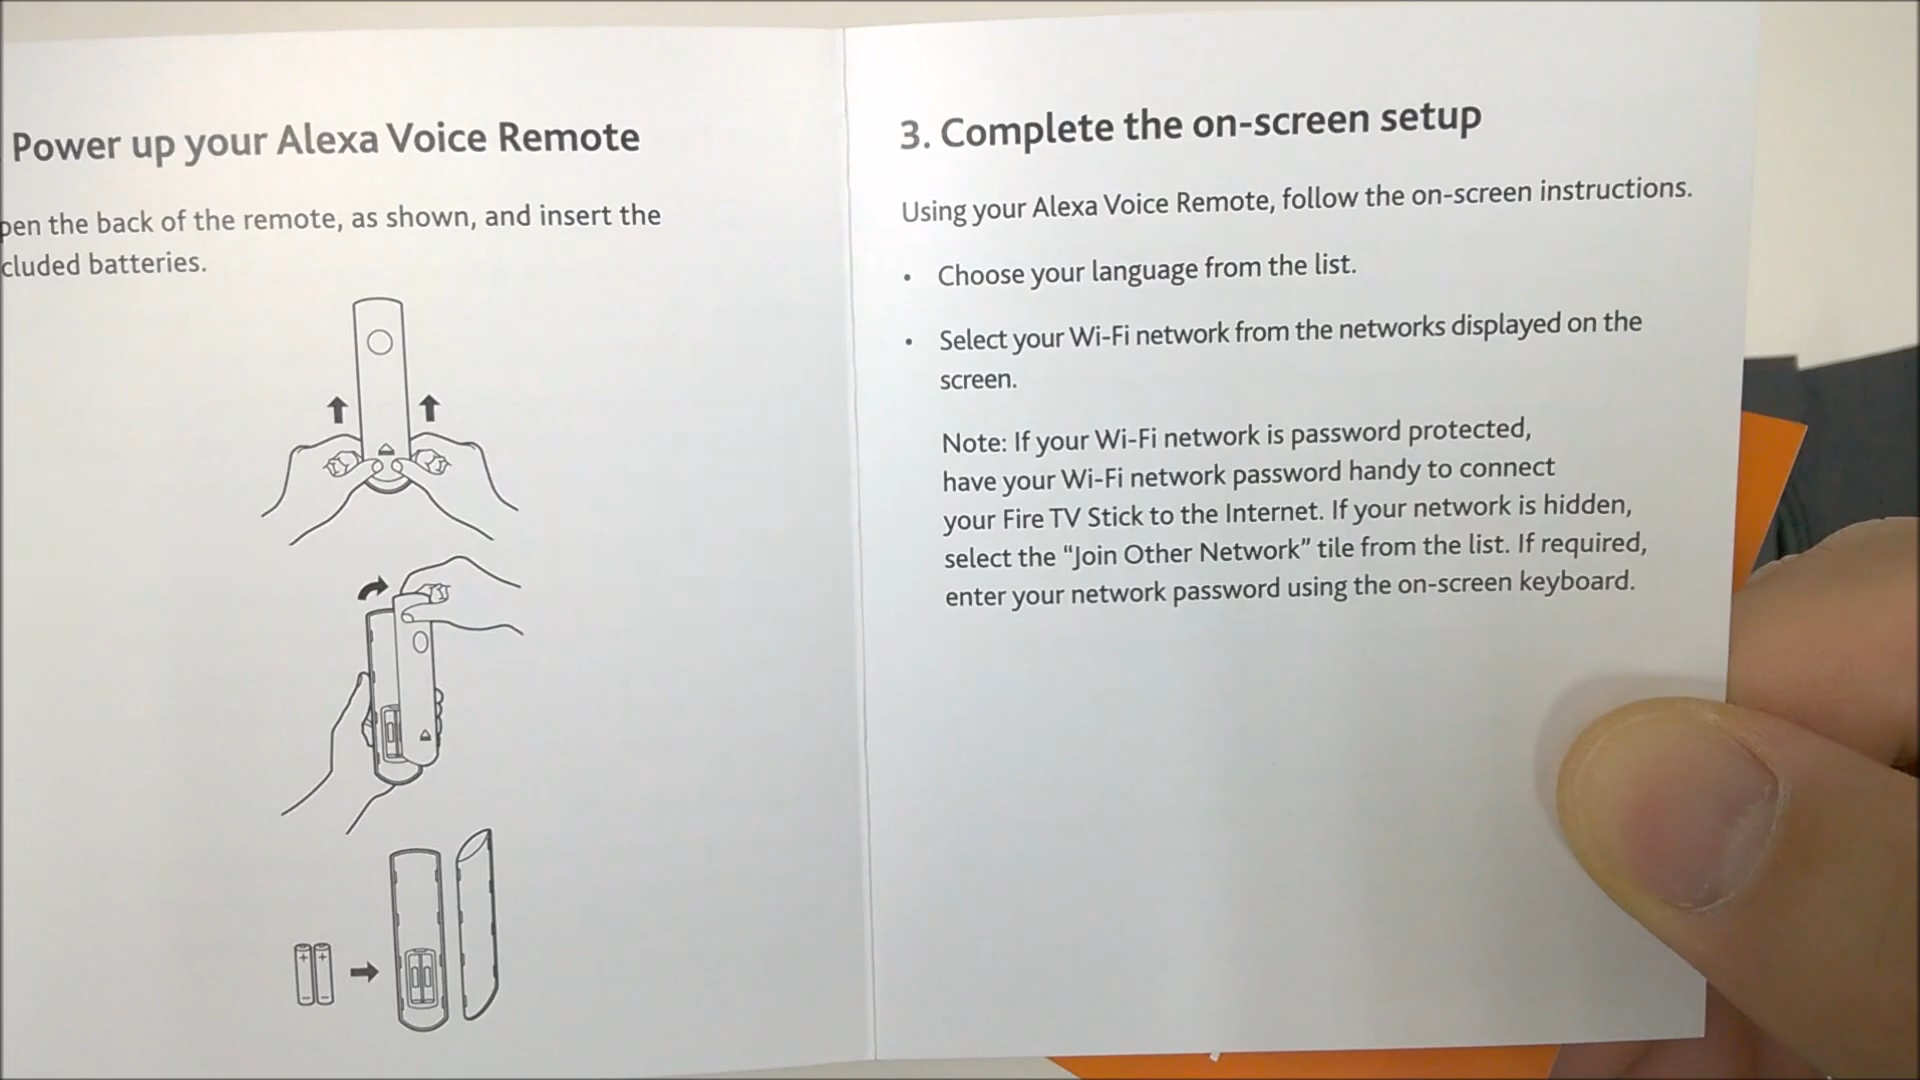 Power up your Alexa Voice Remote
pen the back of the remote, as shown, and insert the
cluded batteries.
3. Complete the on-screen setup
Using your Alexa Voice Remote, follow the on-screen instructions.
• Choose your language from the list.
• Select your Wi-Fi network from the networks displayed on the
screen.
Note: If your Wi-Fi network is password protected,
have your Wi-Fi network password handy to connect
your Fire TV Stick to the Internet. If your network is hidden,
select the “Join Other Network” tile from the list. If required,
enter your network password using the on-screen keyboard.